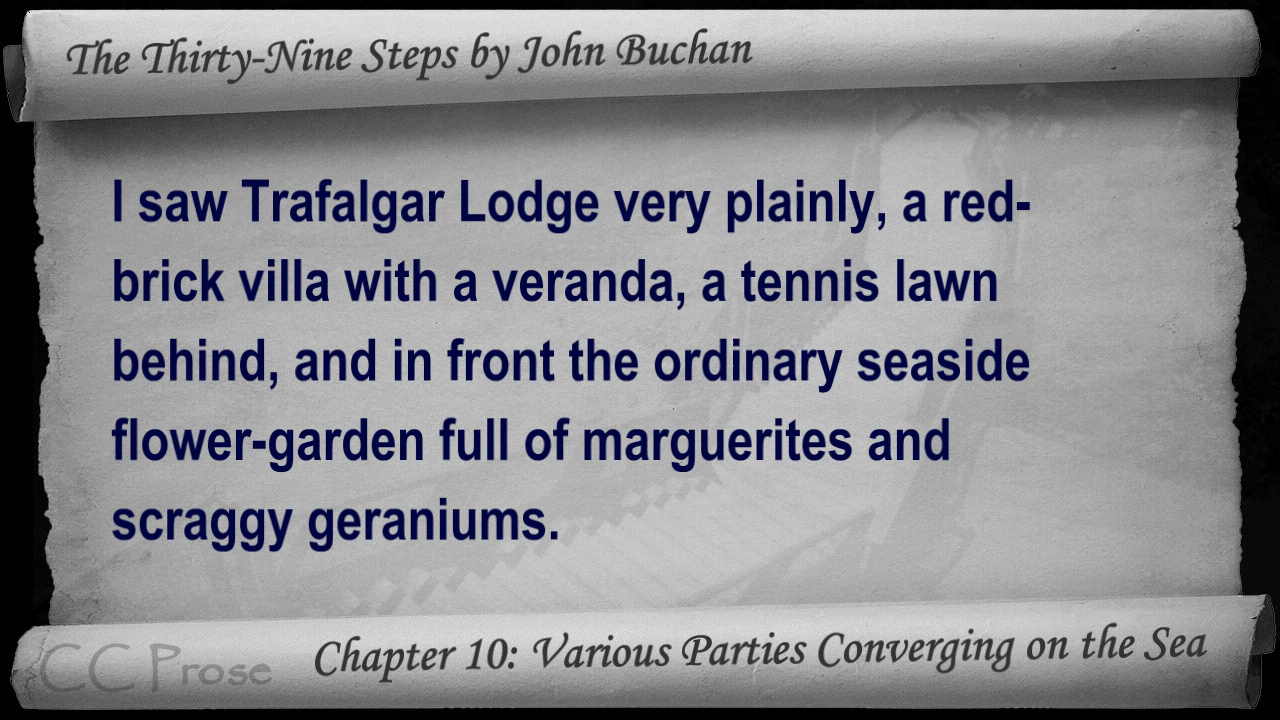 The Thirty-Nine Steps by John Buchan
I saw Trafalgar Lodge very plainly, a red-
brick villa with a veranda, a tennis lawn
behind, and in front the ordinary seaside
flower-garden full of marguerites and
scraggy geraniums.
CC Prose
Chapter 10: Various Parties Converging on the Sea